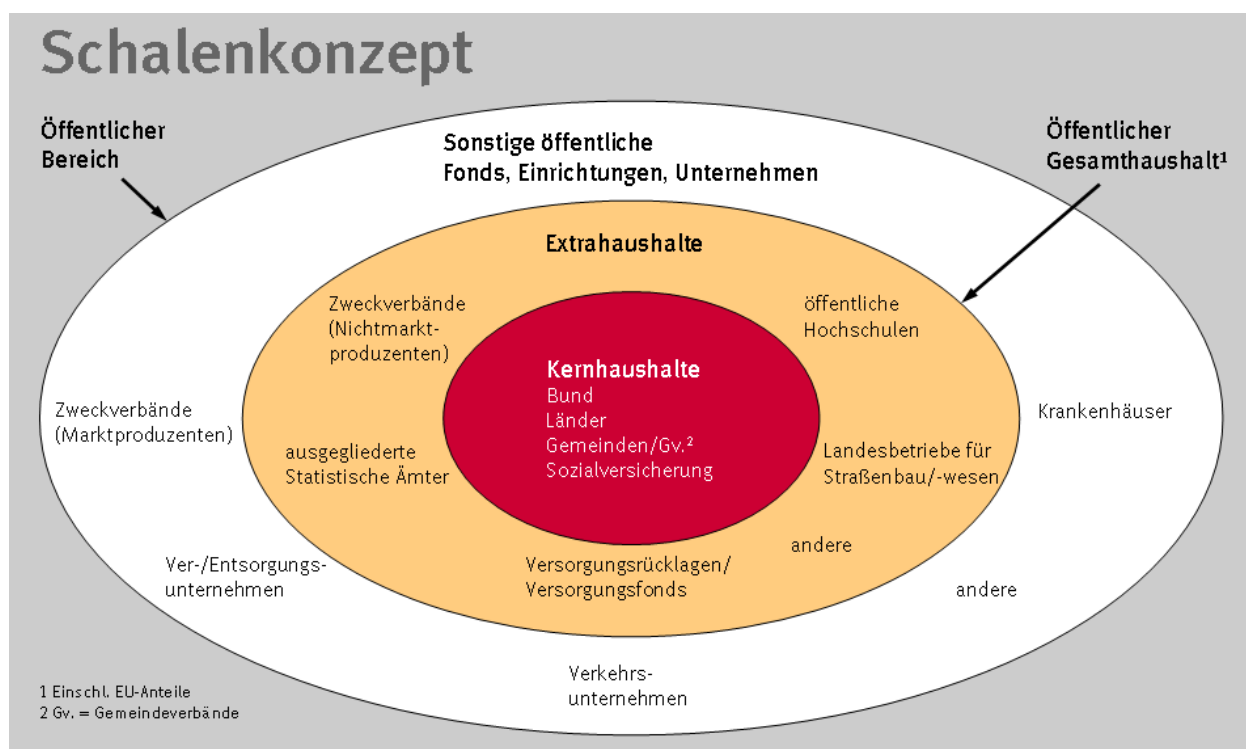 Schalenkonzept
Öffentlicher
Bereich
Sonstige öffentliche
Fonds, Einrichtungen, Unternehmen
Öffentlicher
Gesamthaushalt¹
Extrahaushalte
Zweckverbände
(Nichtmarkt-
produzenten)
öffentliche
Hochschulen
Kernhaushalte
Bund
Länder
Gemeinden/Gv.²
Sozialversicherung
Zweckverbände
(Marktproduzenten)
Krankenhäuser
ausgegliederte
Statistische Ämter
Landesbetriebe für
Straßenbau/-wesen
andere
Ver-/Entsorgungs-
unternehmen
Versorgungsrücklagen/
Versorgungsfonds
andere
Verkehrs-
unternehmen
1 Einschl. EU-Anteile
2 Gv. = Gemeindeverbände